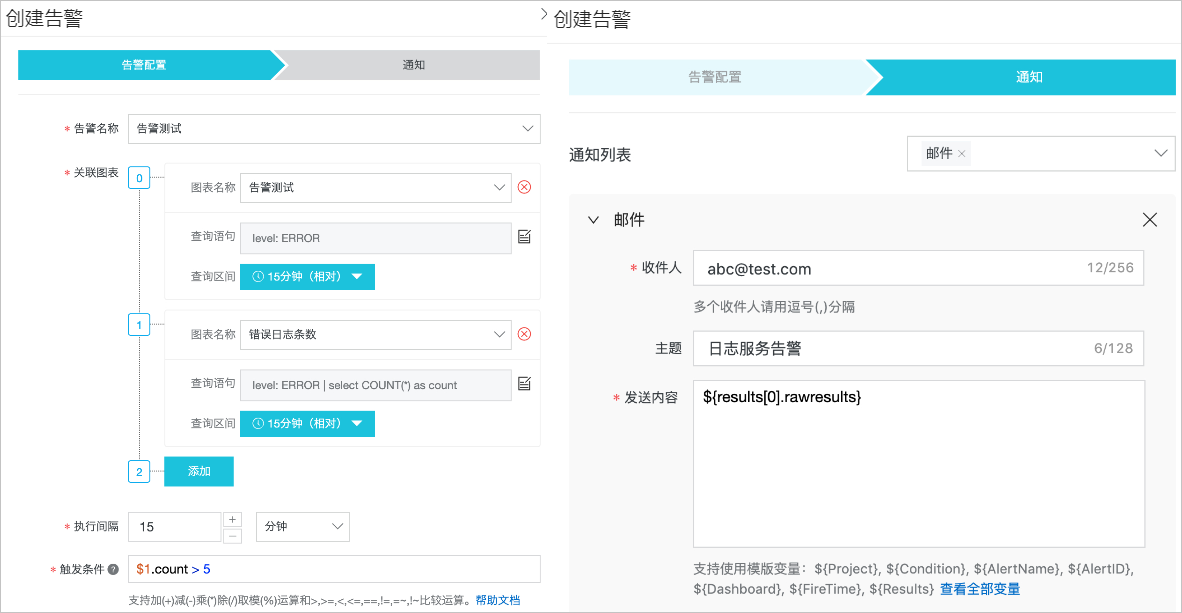 创建告警
告警配置
通知
* 告警名称 告警测试
* 关联图表
0
图表名称 告警测试
查询语句 level: ERROR
查询区间 15分钟（相对）
1
图表名称 错误日志条数
查询语句 level: ERROR | select COUNT(*) as count
查询区间 15分钟（相对）
2 添加
* 执行间隔 15 + − 分钟
* 触发条件 ? $1.count > 5
支持加(+)减(-)乘(*)除(/)取模(%)运算和>,>=,<,<=,==,!=,=~,!~比较运算。帮助文档
创建告警
告警配置
通知
通知列表 邮件 ×
邮件
* 收件人 abc@test.com 12/256
多个收件人请用逗号(,)分隔
主题 日志服务告警 6/128
* 发送内容 ${results[0].rawresults}
支持使用模版变量：${Project}, ${Condition}, ${AlertName}, ${AlertID},
${Dashboard}, ${FireTime}, ${Results} 查看全部变量